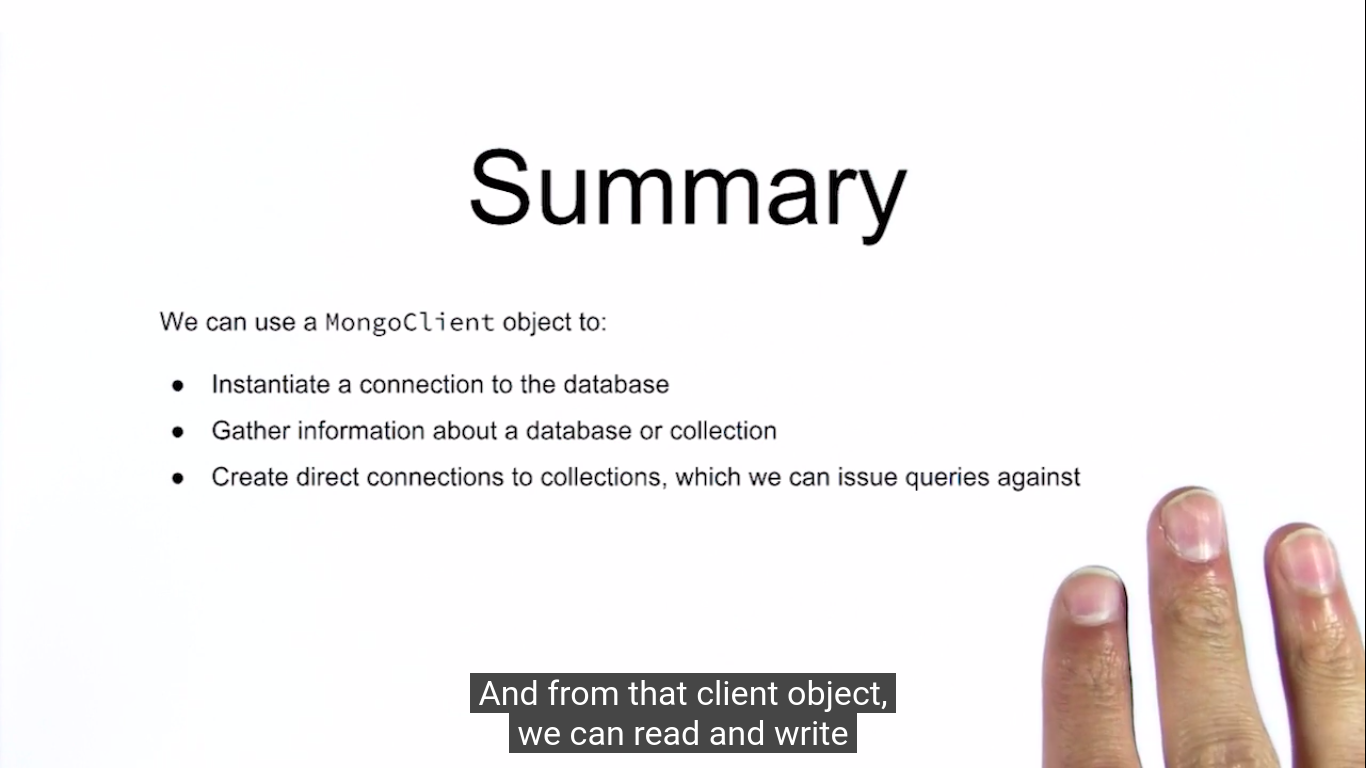 Summary
We can use a MongoClient object to:
● Instantiate a connection to the database
● Gather information about a database or collection
● Create direct connections to collections, which we can issue queries against
And from that client object,
we can read and write